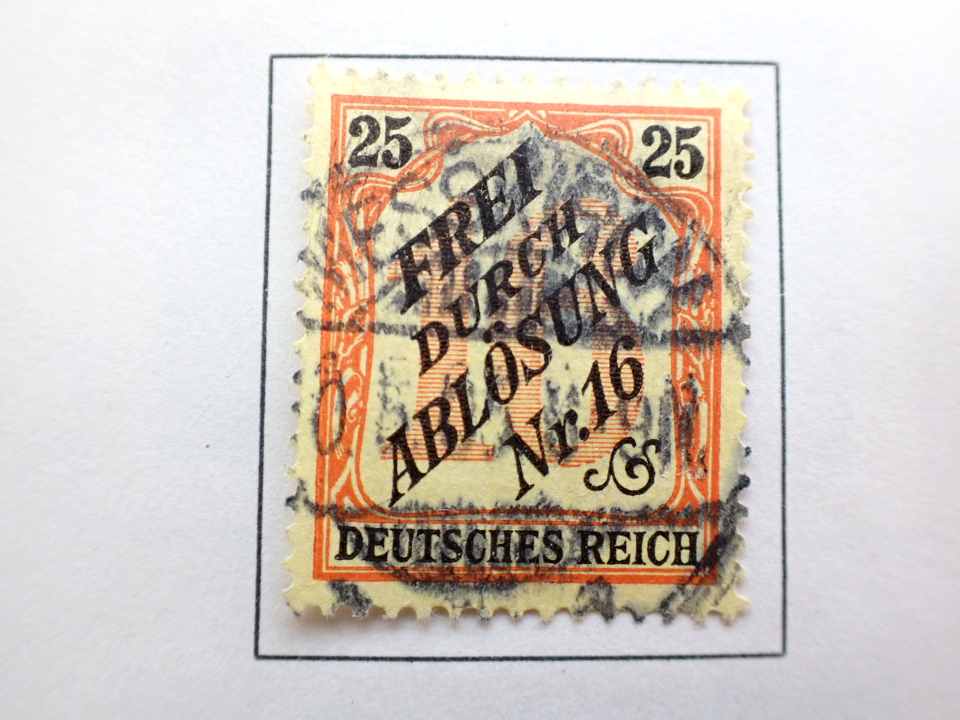 25 25
FREI
DURCH
ABLÖSUNG
Nr. 16
DEUTSCHES REICH